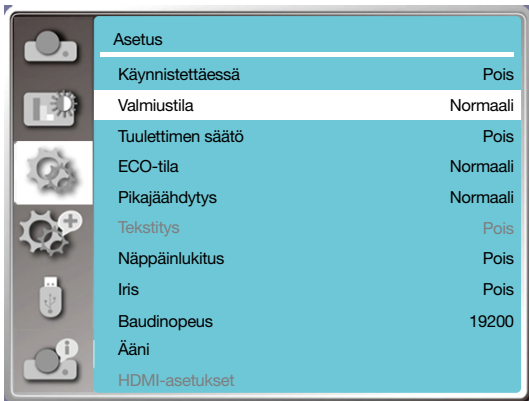 Asetus
Käynnistettäessä Pois
Valmiustila Normaali
Tuulettimen säätö Pois
ECO-tila Normaali
Pikajäähdytys Normaali
Tekstitys Pois
Näppäinlukitus Pois
Iris Pois
Baudinopeus 19200
Ääni
HDMI-asetukset